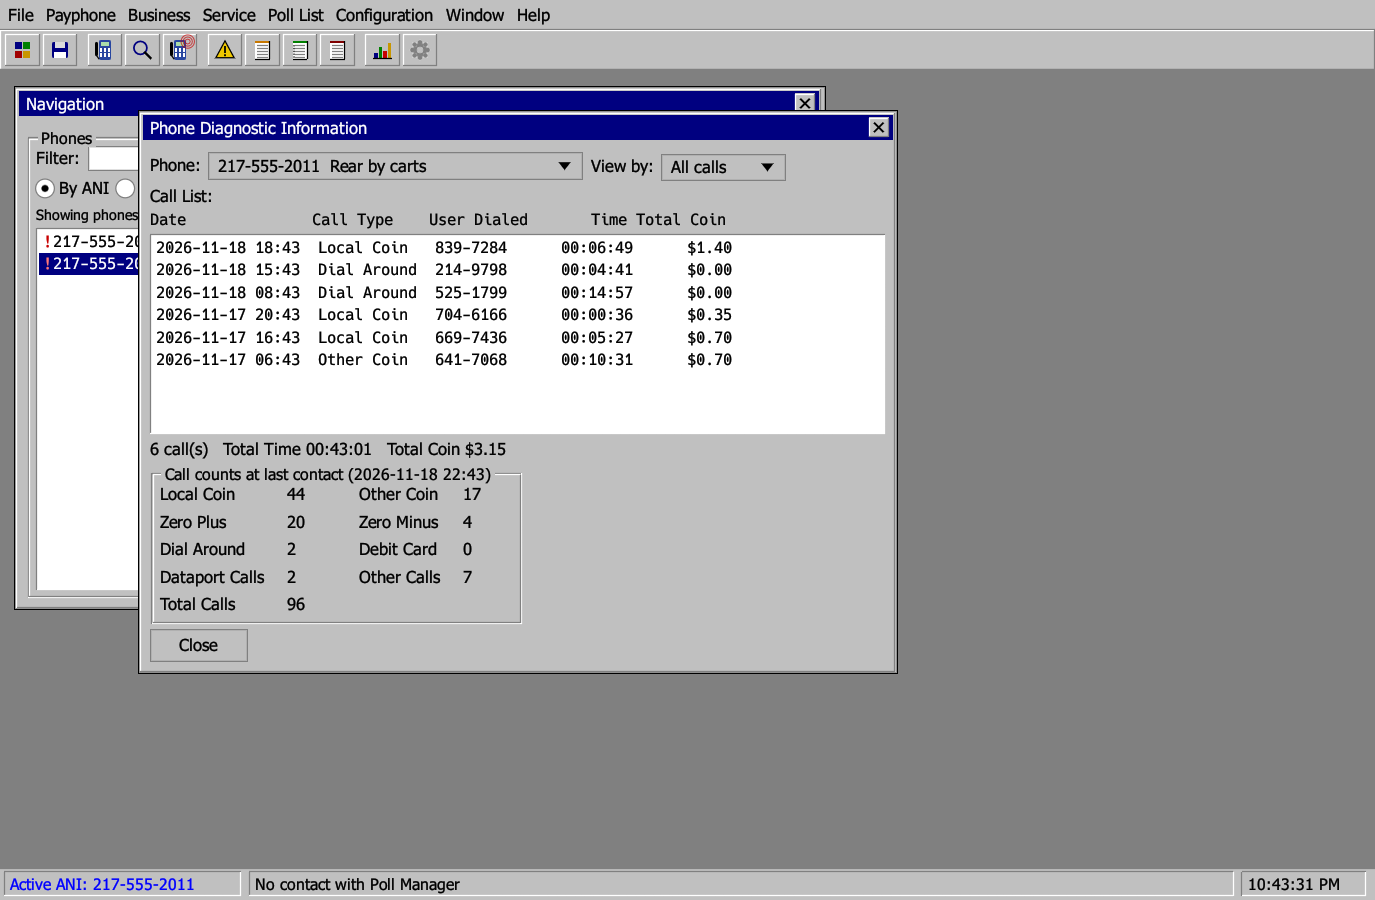 File Payphone Business Service Poll List Configuration Window Help
Navigation
Phone Diagnostic Information
Phones
Filter:
By ANI
Showing phones
!217-555-20
!217-555-20
Phone: 217-555-2011 Rear by carts View by: All calls
Call List:
Date Call Type User Dialed Time Total Coin
2026-11-18 18:43 Local Coin 839-7284 00:06:49 $1.40
2026-11-18 15:43 Dial Around 214-9798 00:04:41 $0.00
2026-11-18 08:43 Dial Around 525-1799 00:14:57 $0.00
2026-11-17 20:43 Local Coin 704-6166 00:00:36 $0.35
2026-11-17 16:43 Local Coin 669-7436 00:05:27 $0.70
2026-11-17 06:43 Other Coin 641-7068 00:10:31 $0.70
6 call(s) Total Time 00:43:01 Total Coin $3.15
Call counts at last contact (2026-11-18 22:43)
Local Coin 44 Other Coin 17
Zero Plus 20 Zero Minus 4
Dial Around 2 Debit Card 0
Dataport Calls 2 Other Calls 7
Total Calls 96
Close
Active ANI: 217-555-2011 No contact with Poll Manager 10:43:31 PM